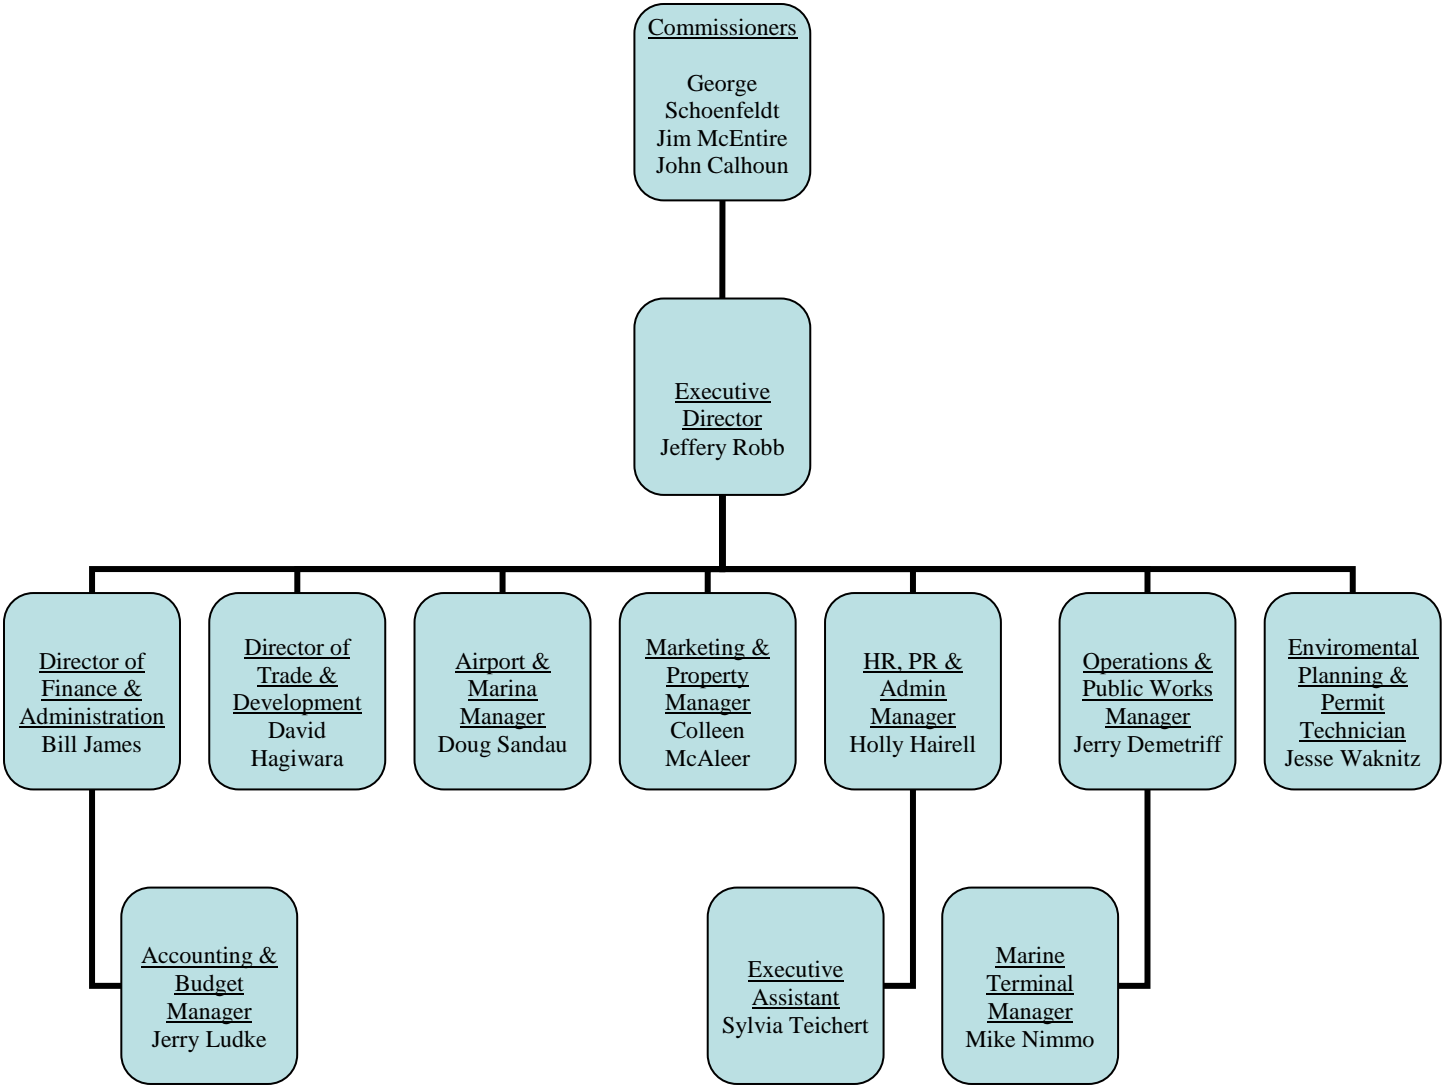 Commissioners
George
Schoenfeldt
Jim McEntire
John Calhoun
Executive
Director
Jeffery Robb
Director of
Finance &
Administration
Bill James
Director of
Trade &
Development
David
Hagiwara
Airport &
Marina
Manager
Doug Sandau
Marketing &
Property
Manager
Colleen
McAleer
HR, PR &
Admin
Manager
Holly Hairell
Operations &
Public Works
Manager
Jerry Demetriff
Enviromental
Planning &
Permit
Technician
Jesse Waknitz
Accounting &
Budget
Manager
Jerry Ludke
Executive
Assistant
Sylvia Teichert
Marine
Terminal
Manager
Mike Nimmo